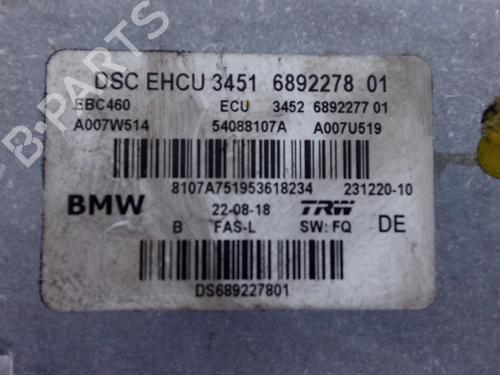 DSC EHCU 3451 6892278 01
EBC460 ECU 3452 6892277 01
A007W514 54088107A A007U519
8107A751953618234 231220-10
BMW 22-08-18 TRW
B FAS-L SW: FQ DE
DS689227801
B-PARTS